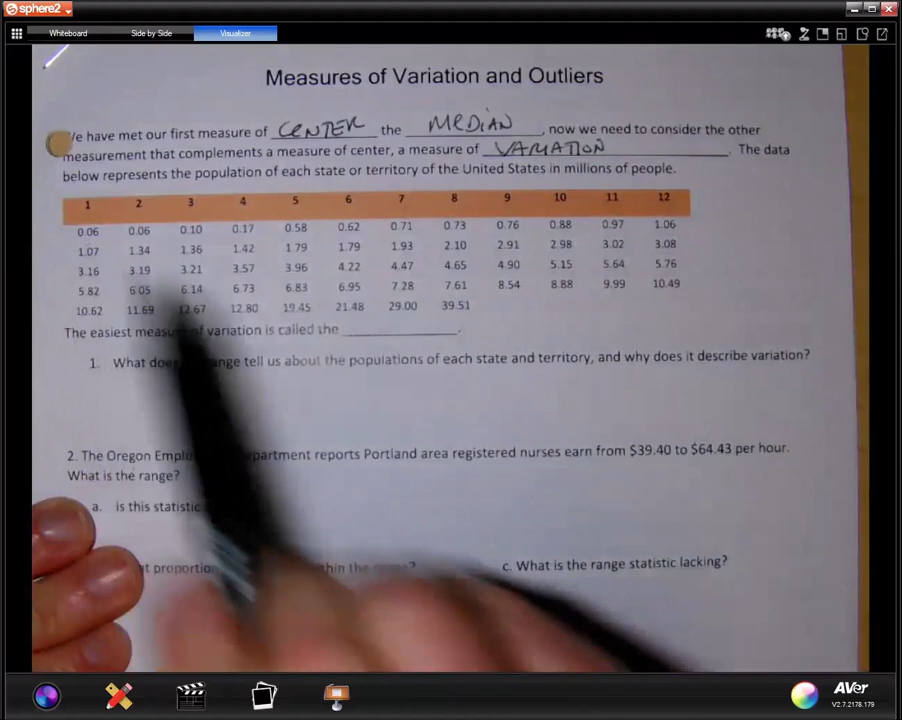 sphere2
Whiteboard Side by Side Visualizer
Measures of Variation and Outliers
We have met our first measure of CENTER the MEDIAN, now we need to consider the other
measurement that complements a measure of center, a measure of VARIATION. The data
below represents the population of each state or territory of the United States in millions of people.
1 2 3 4 5 6 7 8 9 10 11 12
0.06 0.06 0.10 0.17 0.58 0.62 0.71 0.73 0.76 0.88 0.97 1.06
1.07 1.34 1.36 1.42 1.79 1.79 1.93 2.10 2.91 2.98 3.02 3.08
3.16 3.19 3.21 3.57 3.96 4.22 4.47 4.65 4.90 5.15 5.64 5.76
5.82 6.05 6.14 6.73 6.83 6.95 7.28 7.61 8.54 8.88 9.99 10.49
10.62 11.69 12.67 12.80 19.45 21.48 29.00 39.51
The easiest measure of variation is called the ____________.
1. What does range tell us about the populations of each state and territory, and why does it describe variation?
2. The Oregon Empl epartment reports Portland area registered nurses earn from $39.40 to $64.43 per hour.
What is the range?
a. Is this statistic
at proportion within the range? c. What is the range statistic lacking?
AVer
V2.7.2178.179